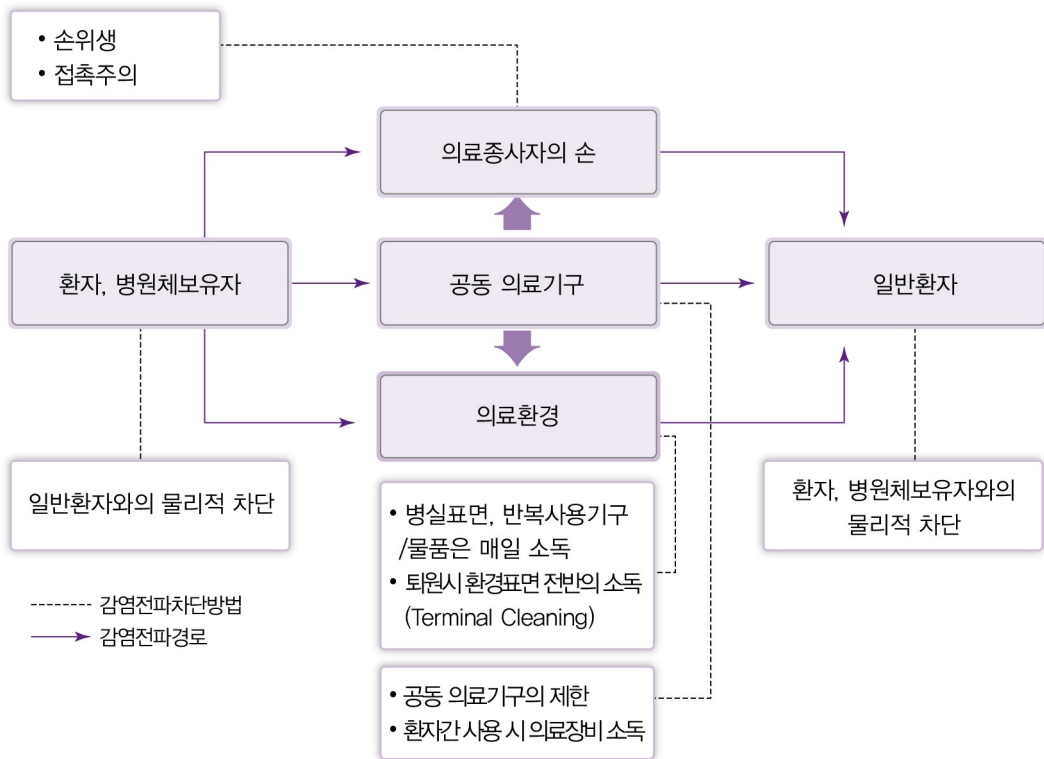 • 손위생
• 접촉주의
의료종사자의 손
환자, 병원체보유자
공동 의료기구
일반환자
의료환경
일반환자와의 물리적 차단
• 병실표면, 반복사용기구
/물품은 매일 소독
• 퇴원시 환경표면 전반의 소독
(Terminal Cleaning)
환자, 병원체보유자와의
물리적 차단
감염전파차단방법
감염전파경로
• 공동 의료기구의 제한
• 환자간 사용 시 의료장비 소독